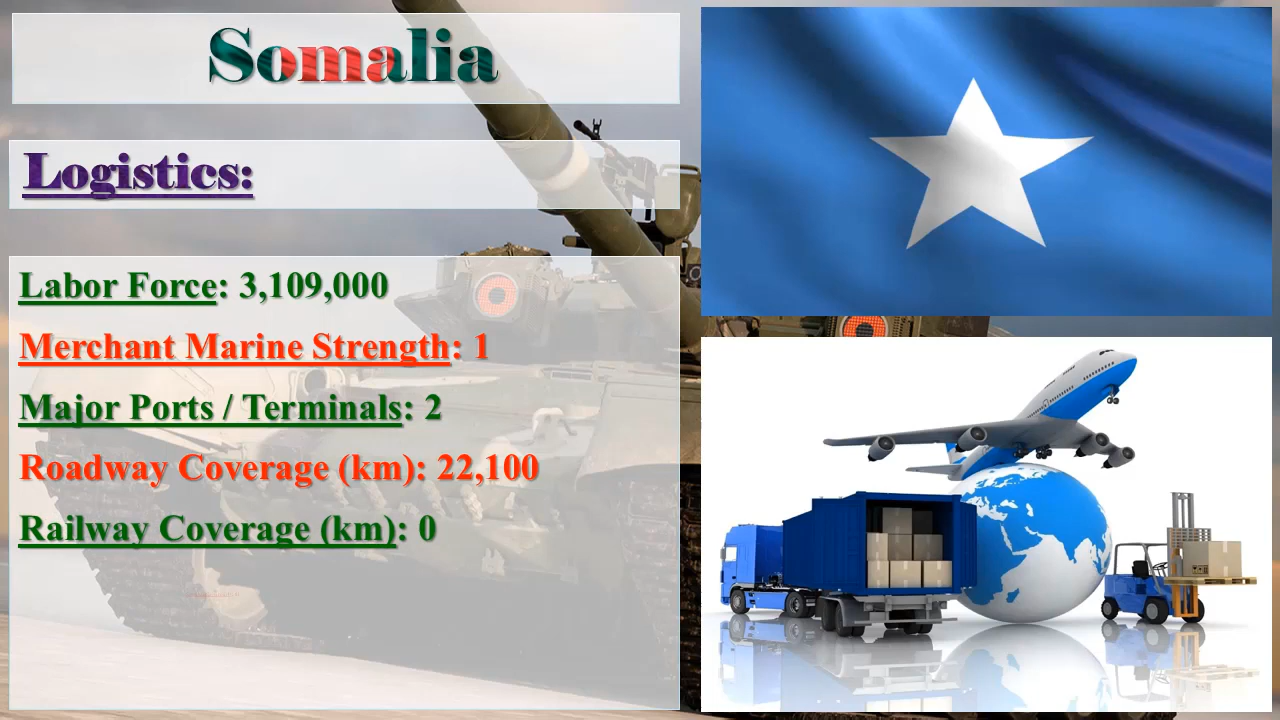 Somalia
Logistics:
Labor Force: 3,109,000
Merchant Marine Strength: 1
Major Ports / Terminals: 2
Roadway Coverage (km): 22,100
Railway Coverage (km): 0